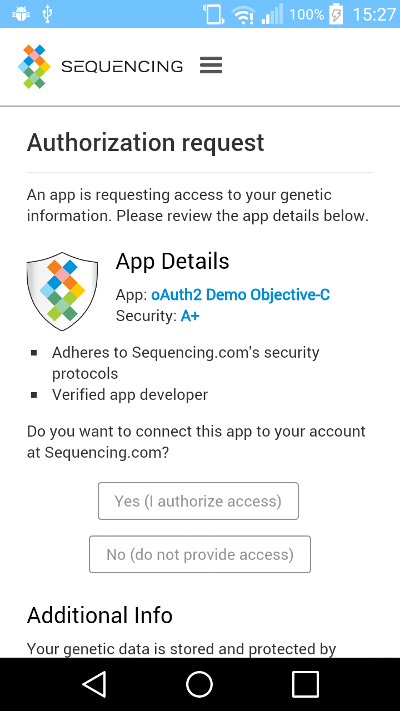 100% 15:27
SEQUENCING
Authorization request
An app is requesting access to your genetic
information. Please review the app details below.
App Details
App: oAuth2 Demo Objective-C
Security: A+
Adheres to Sequencing.com's security
protocols
Verified app developer
Do you want to connect this app to your account
at Sequencing.com?
Yes (I authorize access)
No (do not provide access)
Additional Info
Your genetic data is stored and protected by